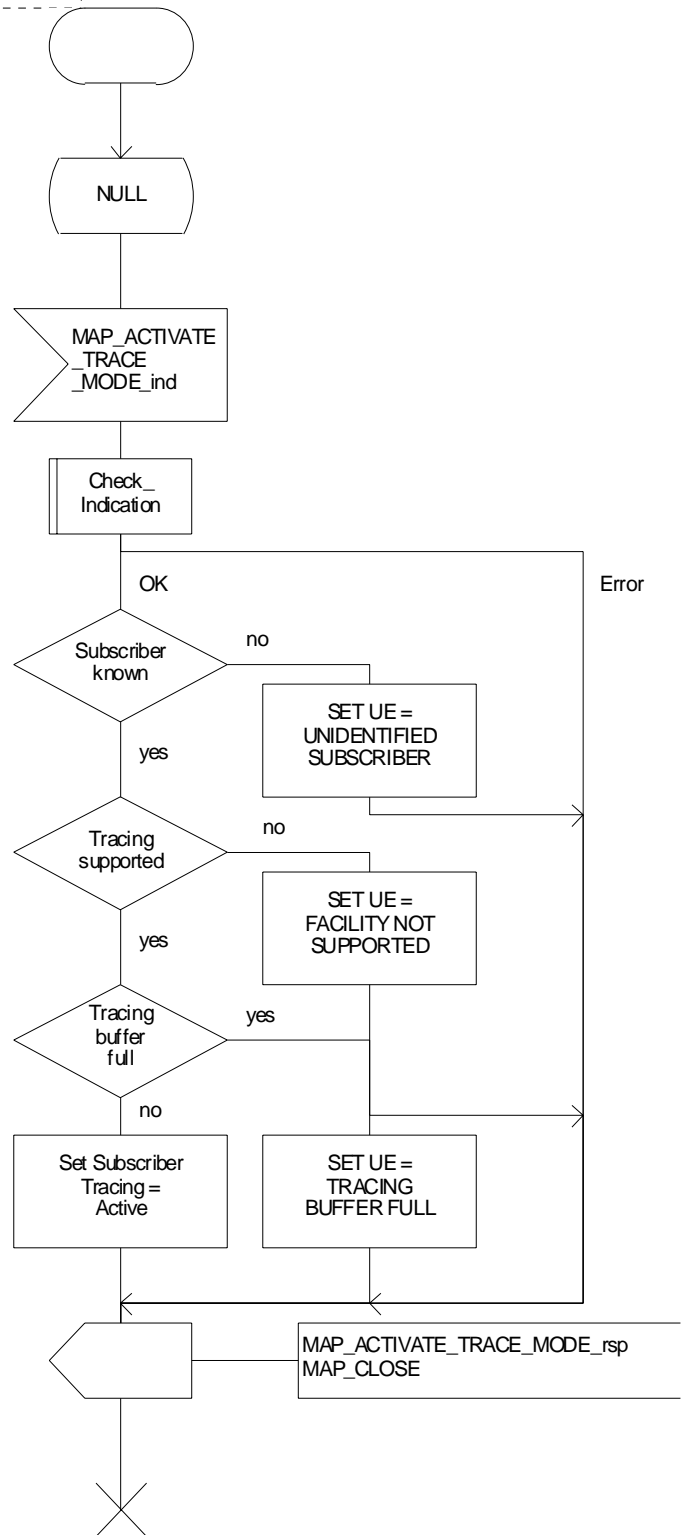 NULL
MAP_ACTIVATE
_TRACE
_MODE_ind
Check_
Indication
OK
Error
Subscriber
known
no
SET UE =
UNIDENTIFIED
SUBSCRIBER
yes
Tracing
supported
no
SET UE =
FACILITY NOT
SUPPORTED
yes
Tracing
buffer
full
yes
no
Set Subscriber
Tracing =
Active
SET UE =
TRACING
BUFFER FULL
MAP_ACTIVATE_TRACE_MODE_rsp
MAP_CLOSE